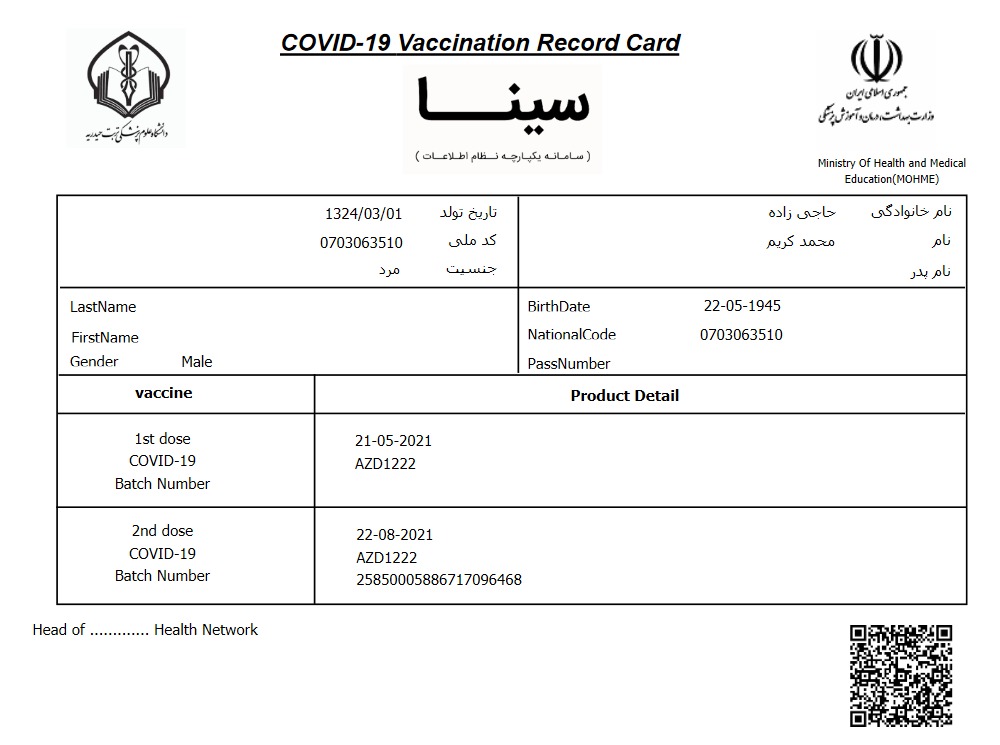 COVID-19 Vaccination Record Card
دانشگاه علوم پزشکی تربت حیدریه
سینا
( سامانه یکپارچه نظام اطلاعات )
جمهوری اسلامی ایران
وزارت بهداشت، درمان و آموزش پزشکی
Ministry Of Health and Medical
Education(MOHME)
نام خانوادگی حاجی زاده
نام محمد کریم
نام پدر
تاریخ تولد 1324/03/01
کد ملی 0703063510
جنسیت مرد
LastName
FirstName
Gender Male
BirthDate 22-05-1945
NationalCode 0703063510
PassNumber
vaccine Product Detail
1st dose 21-05-2021
COVID-19 AZD1222
Batch Number
2nd dose 22-08-2021
COVID-19 AZD1222
Batch Number 25850005886717096468
Head of ............. Health Network